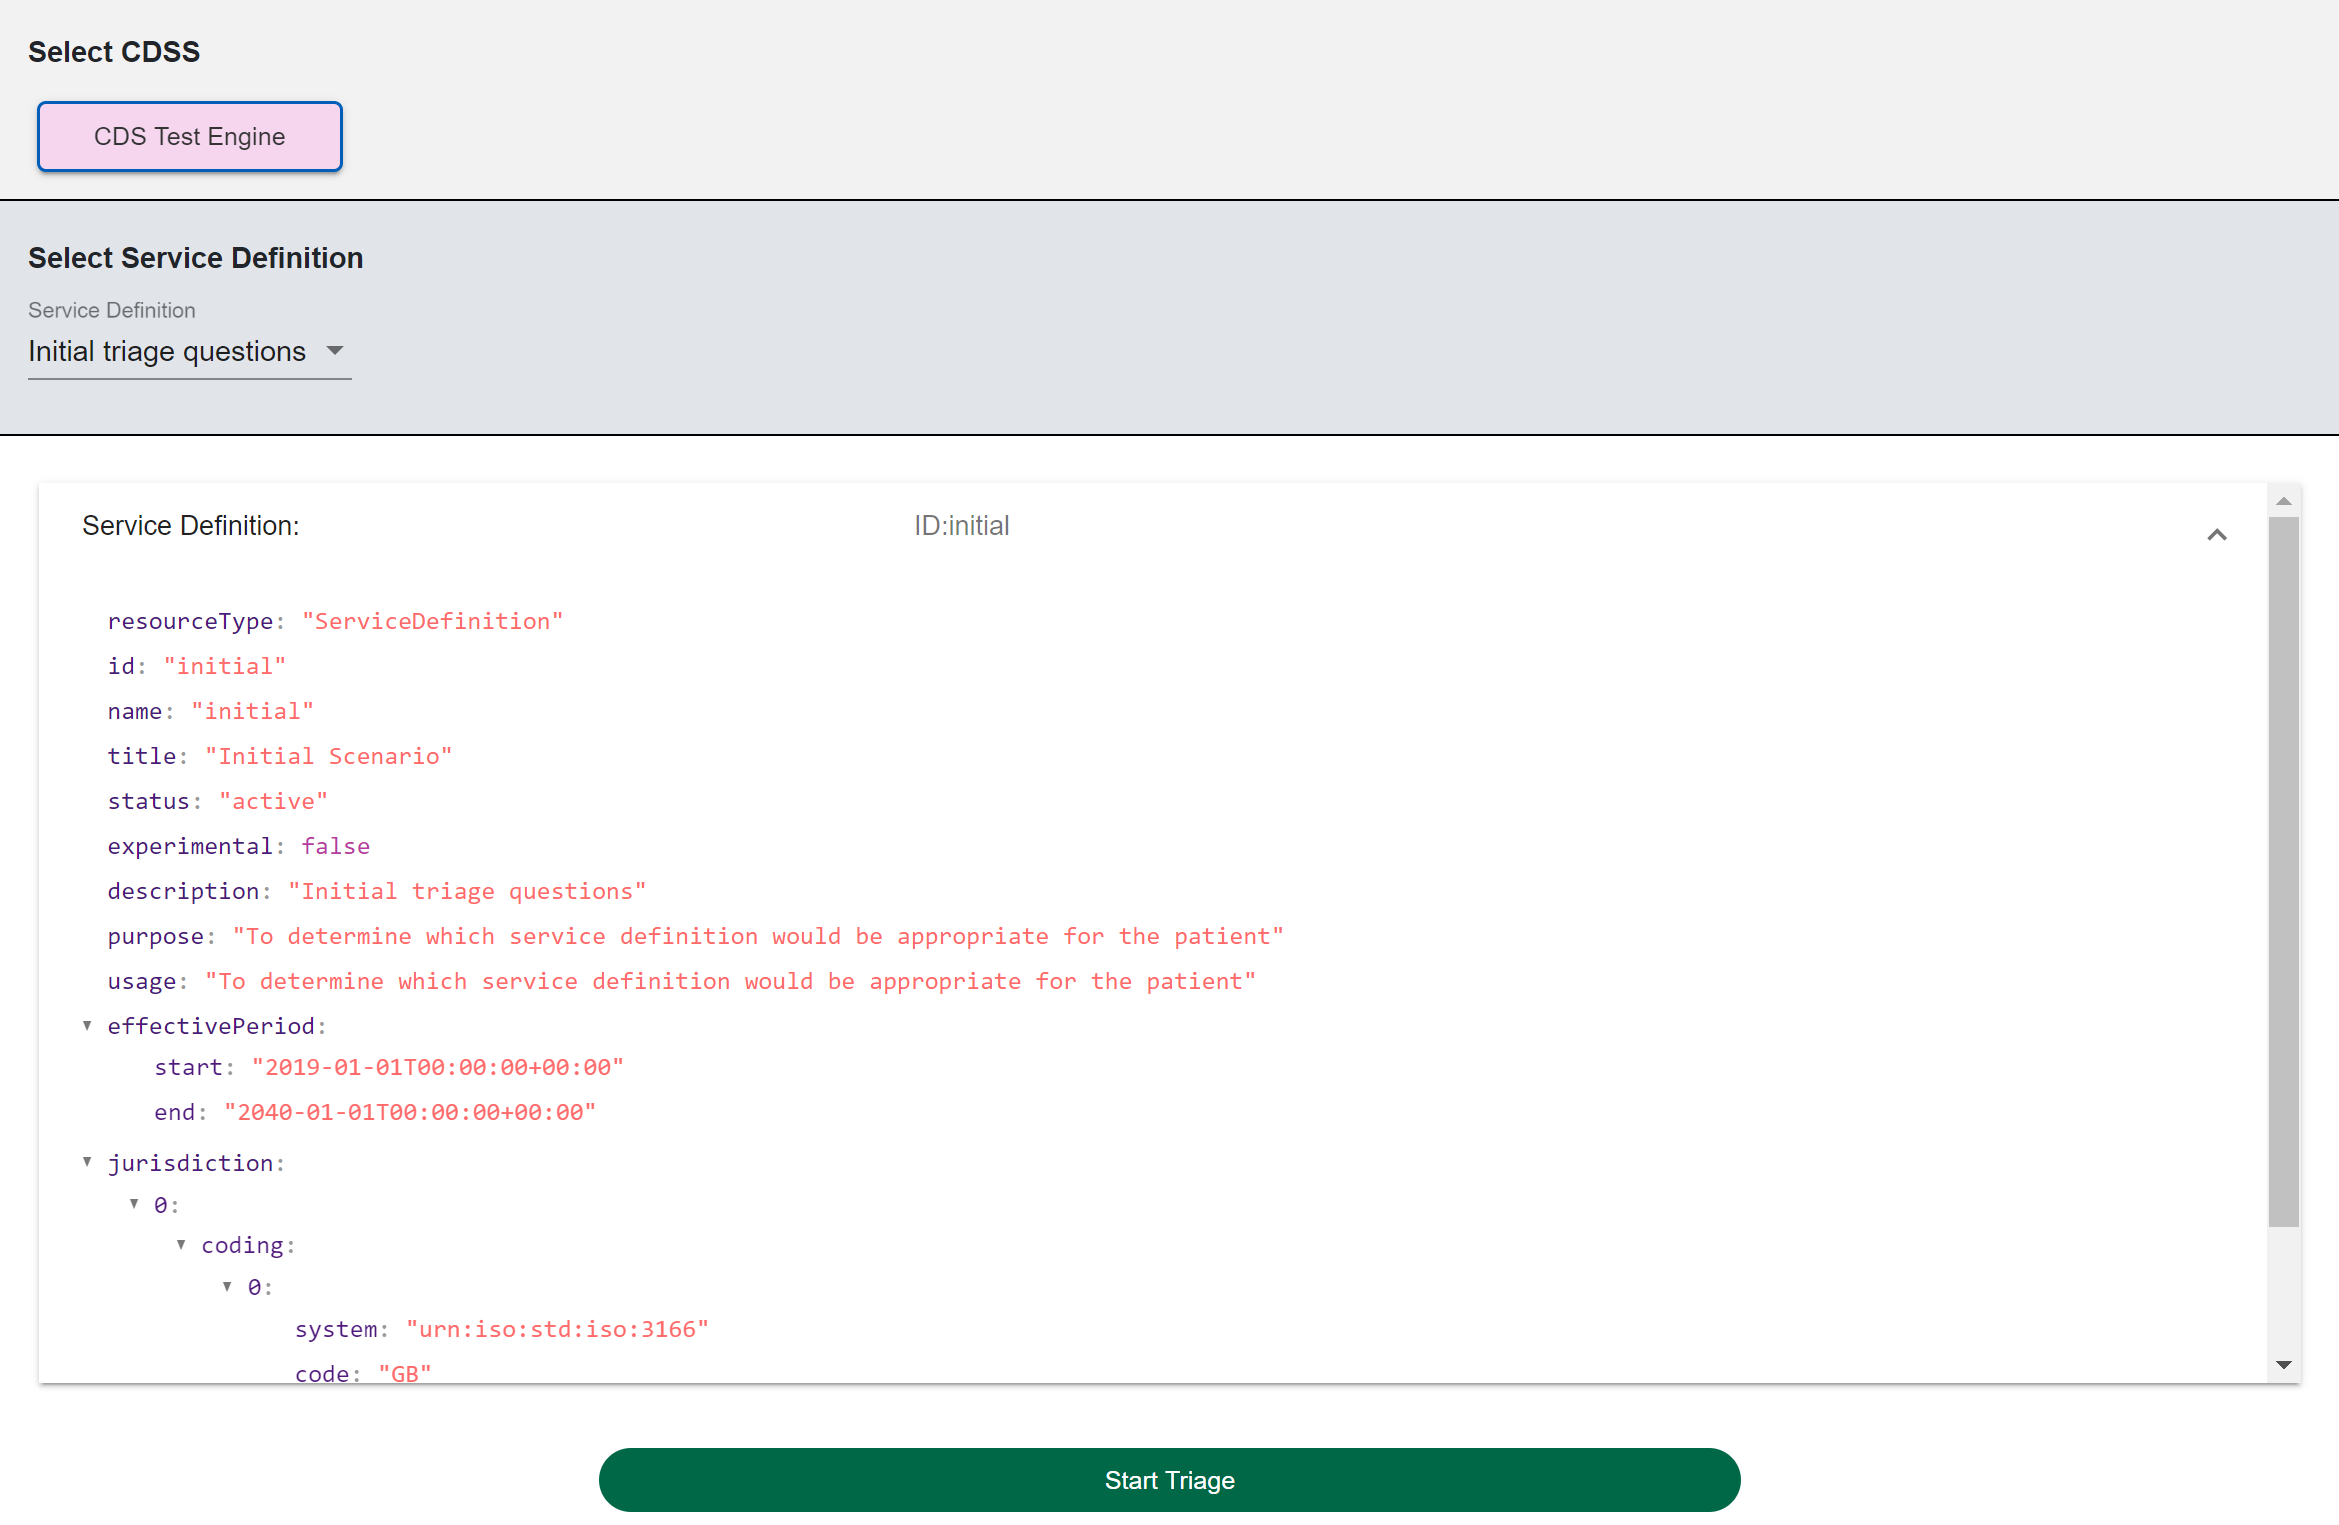 Select CDSS
CDS Test Engine
Select Service Definition
Service Definition
Initial triage questions
Service Definition: ID:initial
resourceType: "ServiceDefinition"
id: "initial"
name: "initial"
title: "Initial Scenario"
status: "active"
experimental: false
description: "Initial triage questions"
purpose: "To determine which service definition would be appropriate for the patient"
usage: "To determine which service definition would be appropriate for the patient"
effectivePeriod:
start: "2019-01-01T00:00:00+00:00"
end: "2040-01-01T00:00:00+00:00"
jurisdiction:
0:
coding:
0:
system: "urn:iso:std:iso:3166"
code: "GB"
Start Triage